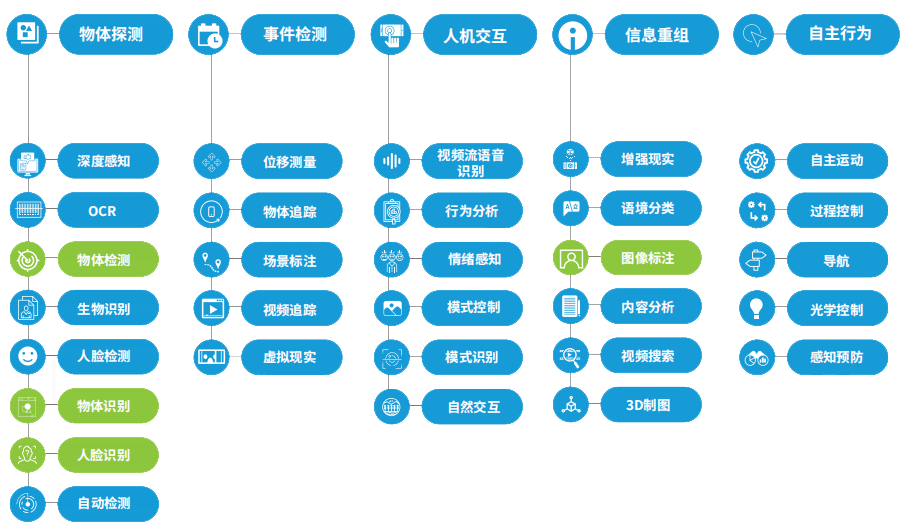 物体探测
事件检测
人机交互
信息重组
自主行为
深度感知
OCR
物体检测
生物识别
人脸检测
物体识别
人脸识别
自动检测
位移测量
物体追踪
场景标注
视频追踪
虚拟现实
视频流语音
识别
行为分析
情绪感知
模式控制
模式识别
自然交互
增强现实
语境分类
图像标注
内容分析
视频搜索
3D制图
自主运动
过程控制
导航
光学控制
感知预防